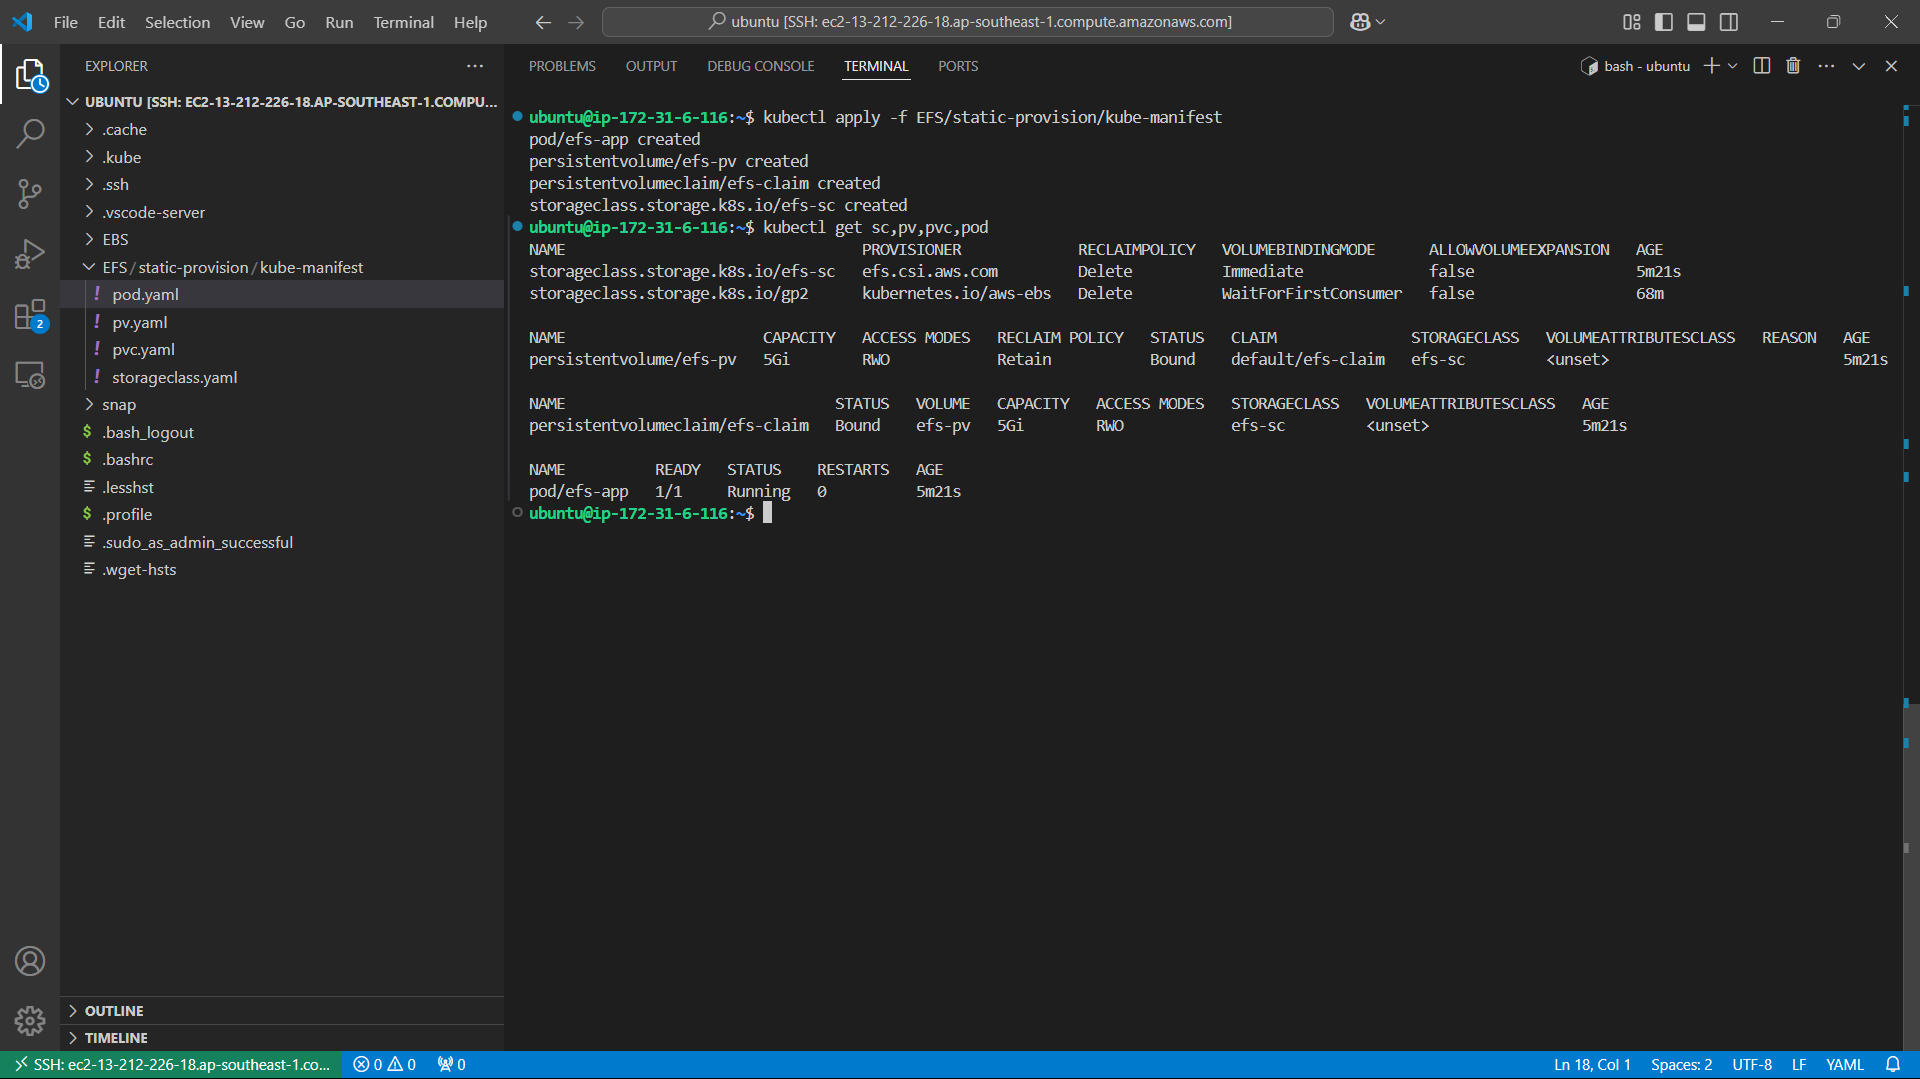 File Edit Selection View Go Run Terminal Help
ubuntu [SSH: ec2-13-212-226-18.ap-southeast-1.compute.amazonaws.com]
EXPLORER
UBUNTU [SSH: EC2-13-212-226-18.AP-SOUTHEAST-1.COMPU...
.cache
.kube
.ssh
.vscode-server
EBS
EFS/static-provision/kube-manifest
! pod.yaml
! pv.yaml
! pvc.yaml
! storageclass.yaml
snap
$ .bash_logout
$ .bashrc
.lesshst
$ .profile
.sudo_as_admin_successful
.wget-hsts
OUTLINE
TIMELINE
2
PROBLEMS OUTPUT DEBUG CONSOLE TERMINAL PORTS
bash - ubuntu
ubuntu@ip-172-31-6-116:~$ kubectl apply -f EFS/static-provision/kube-manifest
pod/efs-app created
persistentvolume/efs-pv created
persistentvolumeclaim/efs-claim created
storageclass.storage.k8s.io/efs-sc created
ubuntu@ip-172-31-6-116:~$ kubectl get sc,pv,pvc,pod
NAME PROVISIONER RECLAIMPOLICY VOLUMEBINDINGMODE ALLOWVOLUMEEXPANSION AGE
storageclass.storage.k8s.io/efs-sc efs.csi.aws.com Delete Immediate false 5m21s
storageclass.storage.k8s.io/gp2 kubernetes.io/aws-ebs Delete WaitForFirstConsumer false 68m
NAME CAPACITY ACCESS MODES RECLAIM POLICY STATUS CLAIM STORAGECLASS VOLUMEATTRIBUTESCLASS REASON AGE
persistentvolume/efs-pv 5Gi RWO Retain Bound default/efs-claim efs-sc <unset> 5m21s
NAME STATUS VOLUME CAPACITY ACCESS MODES STORAGECLASS VOLUMEATTRIBUTESCLASS AGE
persistentvolumeclaim/efs-claim Bound efs-pv 5Gi RWO efs-sc <unset> 5m21s
NAME READY STATUS RESTARTS AGE
pod/efs-app 1/1 Running 0 5m21s
ubuntu@ip-172-31-6-116:~$
SSH: ec2-13-212-226-18.ap-southeast-1.co... 0 0 0 Ln 18, Col 1 Spaces: 2 UTF-8 LF YAML